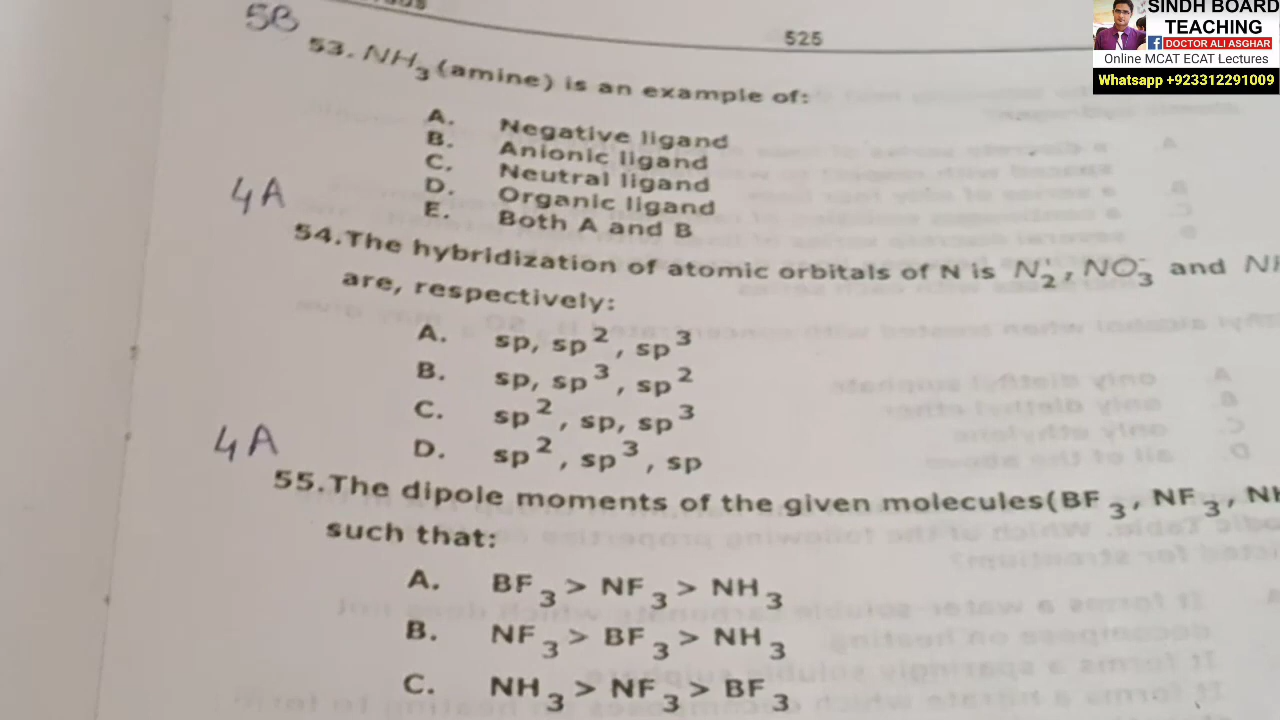 SINDH BOARD
TEACHING
DOCTOR ALI ASGHAR
Online MCAT ECAT Lectures
Whatsapp +923312291009
525
5B
53. NH₃ (amine) is an example of:
A. Negative ligand
B. Anionic ligand
C. Neutral ligand
D. Organic ligand
E. Both A and B
4A
54.The hybridization of atomic orbitals of N is N₂, NO₃⁻ and
are, respectively:
A. sp, sp², sp³
B. sp, sp³, sp²
C. sp², sp, sp³
D. sp², sp³, sp
4A
55.The dipole moments of the given molecules(BF₃, NF₃,
such that:
A. BF₃ > NF₃ > NH₃
B. NF₃ > BF₃ > NH₃
C. NH₃ > NF₃ > BF₃